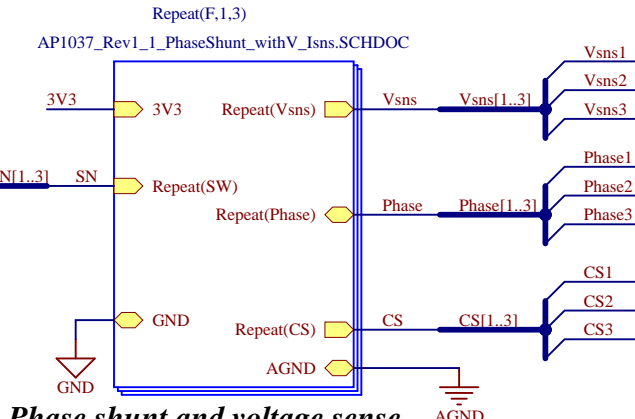 Repeat(F,1,3)
AP1037_Rev1_1_PhaseShunt_withV_Isns.SCHDOC
Vsns1
Vsns2
Vsns3
3V3
3V3
Repeat(Vsns)
Vsns
Vsns[1..3]
Phase1
Phase2
Phase3
N[1..3]
SN
Repeat(SW)
Repeat(Phase)
Phase
Phase[1..3]
CS1
CS2
CS3
GND
Repeat(CS)
CS
CS[1..3]
AGND
GND
Phase shunt and voltage sense
AGND